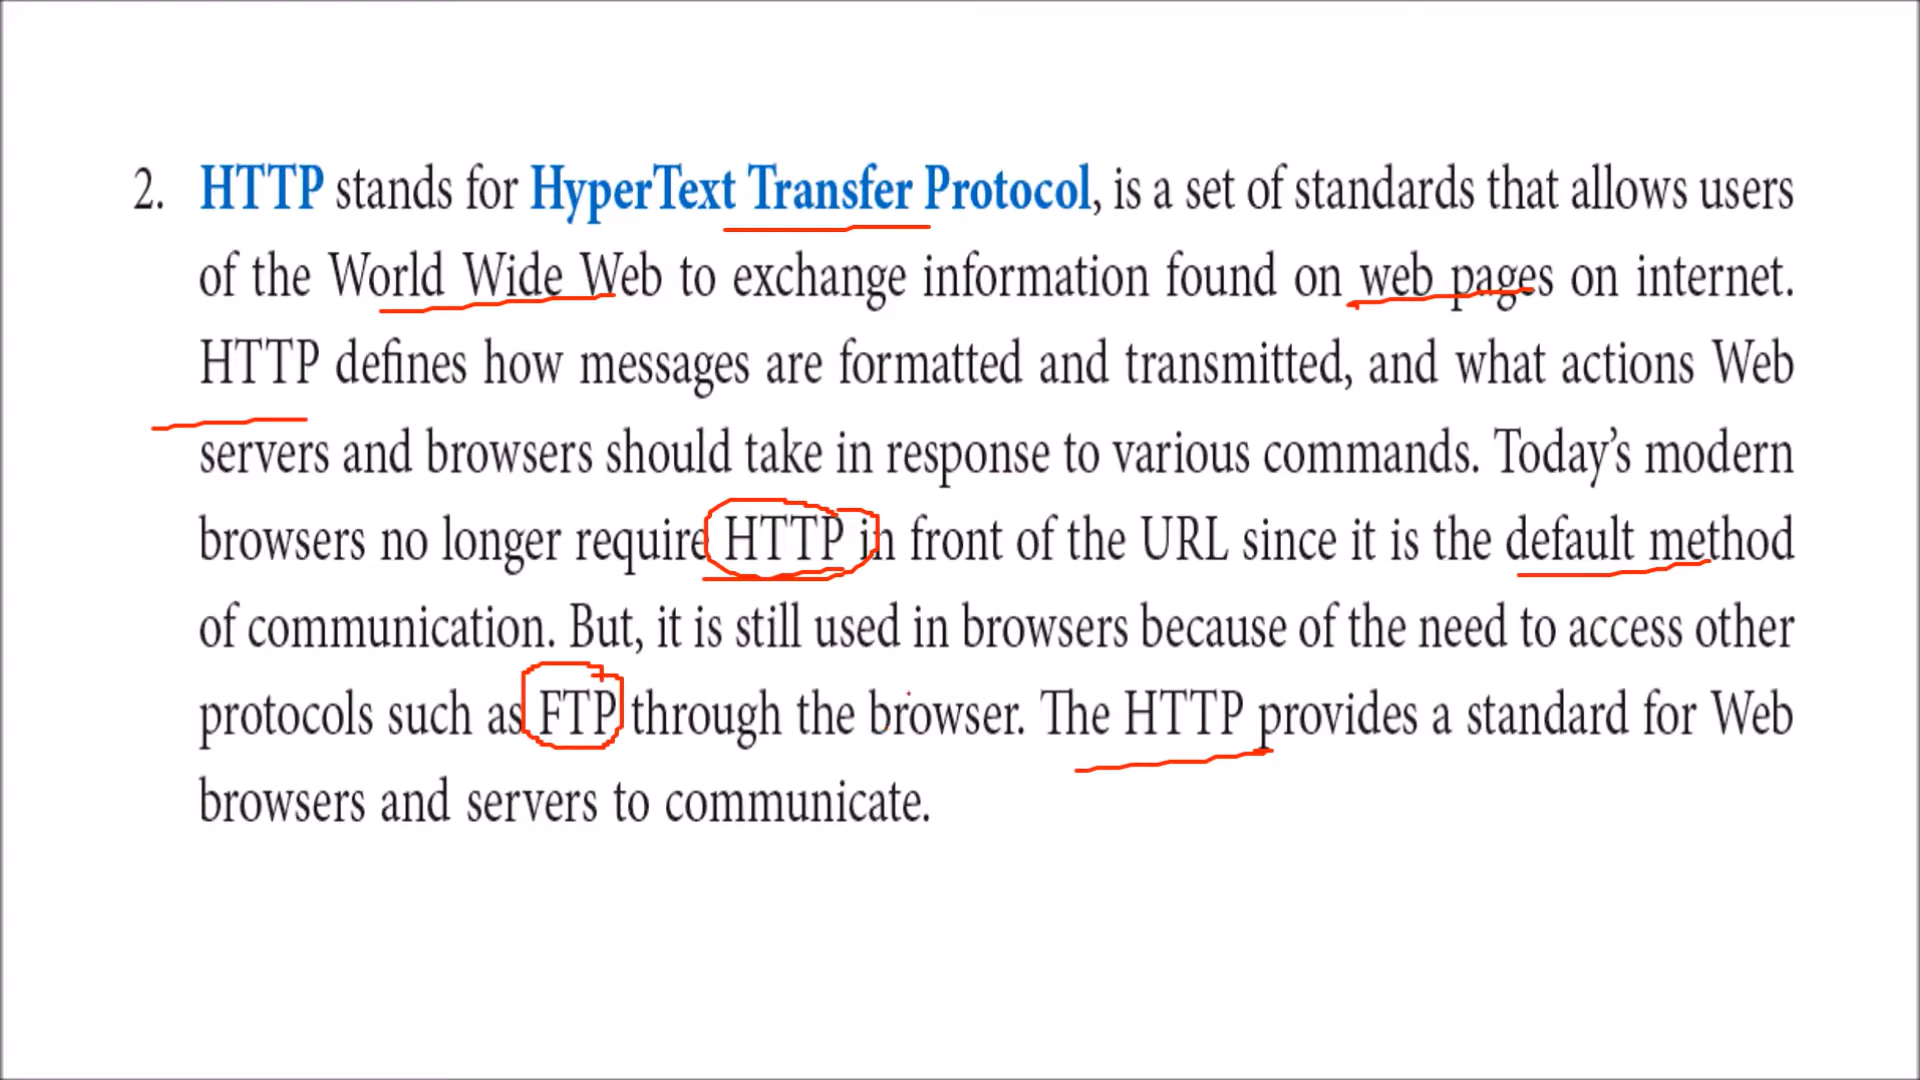 2. HTTP stands for HyperText Transfer Protocol, is a set of standards that allows users
of the World Wide Web to exchange information found on web pages on internet.
HTTP defines how messages are formatted and transmitted, and what actions Web
servers and browsers should take in response to various commands. Today’s modern
browsers no longer require HTTP in front of the URL since it is the default method
of communication. But, it is still used in browsers because of the need to access other
protocols such as FTP through the browser. The HTTP provides a standard for Web
browsers and servers to communicate.